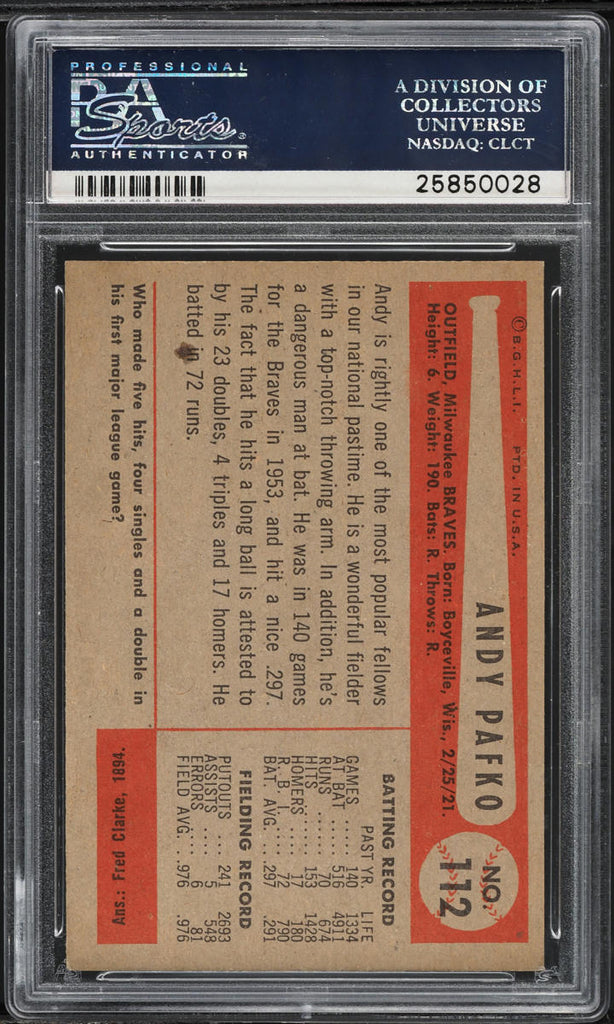 PROFESSIONAL
PSA
Sports
AUTHENTICATOR
A DIVISION OF
COLLECTORS
UNIVERSE
NASDAQ: CLCT
25850028
© B.G.H.L.I. PTD. IN U.S.A.
ANDY PAFKO
NO.
112
OUTFIELD, Milwaukee BRAVES. Born: Boyceville, Wis., 2/25/21.
Height: 6. Weight: 190. Bats: R. Throws: R.
Andy is rightly one of the most popular fellows
in our national pastime. He is a wonderful fielder
with a top-notch throwing arm. In addition, he's
a dangerous man at bat. He was in 140 games
for the Braves in 1953, and hit a nice .297.
The fact that he hits a long ball is attested to
by his 23 doubles, 4 triples and 17 homers. He
batted in 72 runs.
BATTING RECORD
PAST YR. LIFE
GAMES ..... 140 1334
AT BAT .... 516 4911
RUNS ...... 70 674
HITS ...... 153 1428
HOMERS .... 17 180
R. B. I. .. 72 790
BAT AVG. .297 .291
FIELDING RECORD
PUTOUTS ... 241 2693
ASSISTS .... 5 548
ERRORS .... 6 81
FIELD AVG. .976 .976
Who made five hits, four singles and a double in
his first major league game?
Ans.: Fred Clarke, 1894.